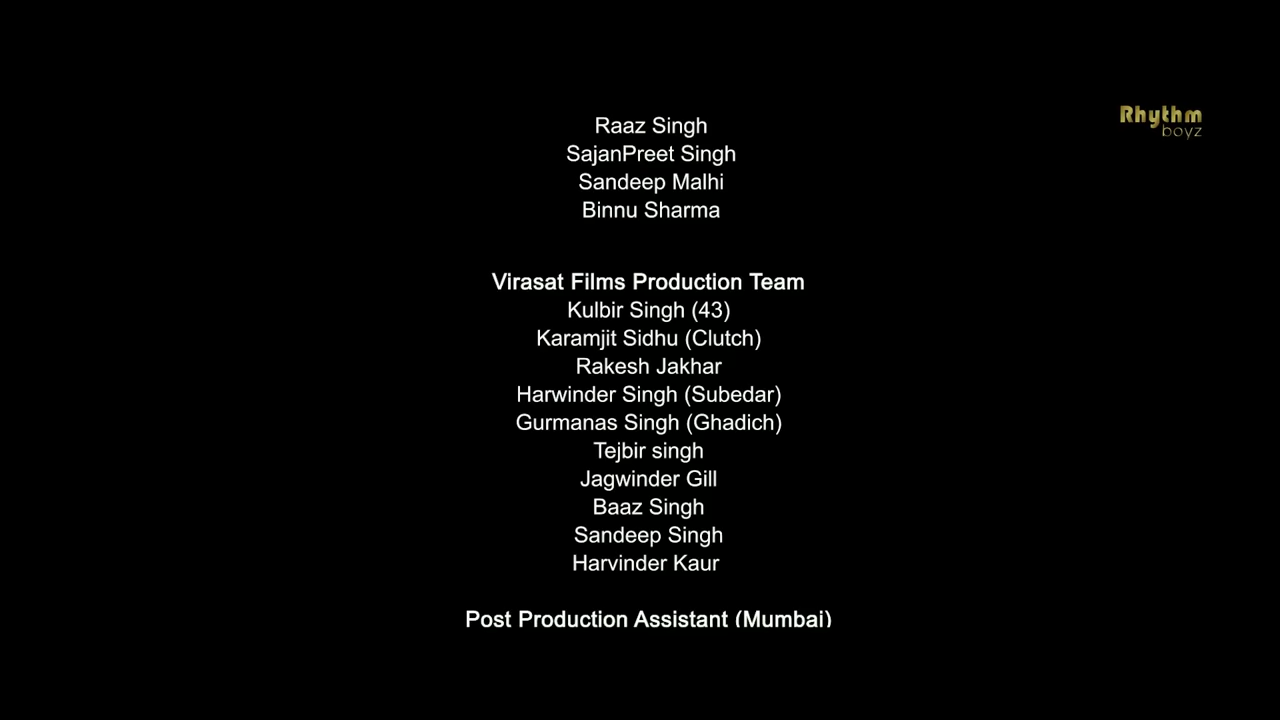 Rhythm
boyz
Raaz Singh
SajanPreet Singh
Sandeep Malhi
Binnu Sharma
Virasat Films Production Team
Kulbir Singh (43)
Karamjit Sidhu (Clutch)
Rakesh Jakhar
Harwinder Singh (Subedar)
Gurmanas Singh (Ghadich)
Tejbir singh
Jagwinder Gill
Baaz Singh
Sandeep Singh
Harvinder Kaur
Post Production Assistant (Mumbai)